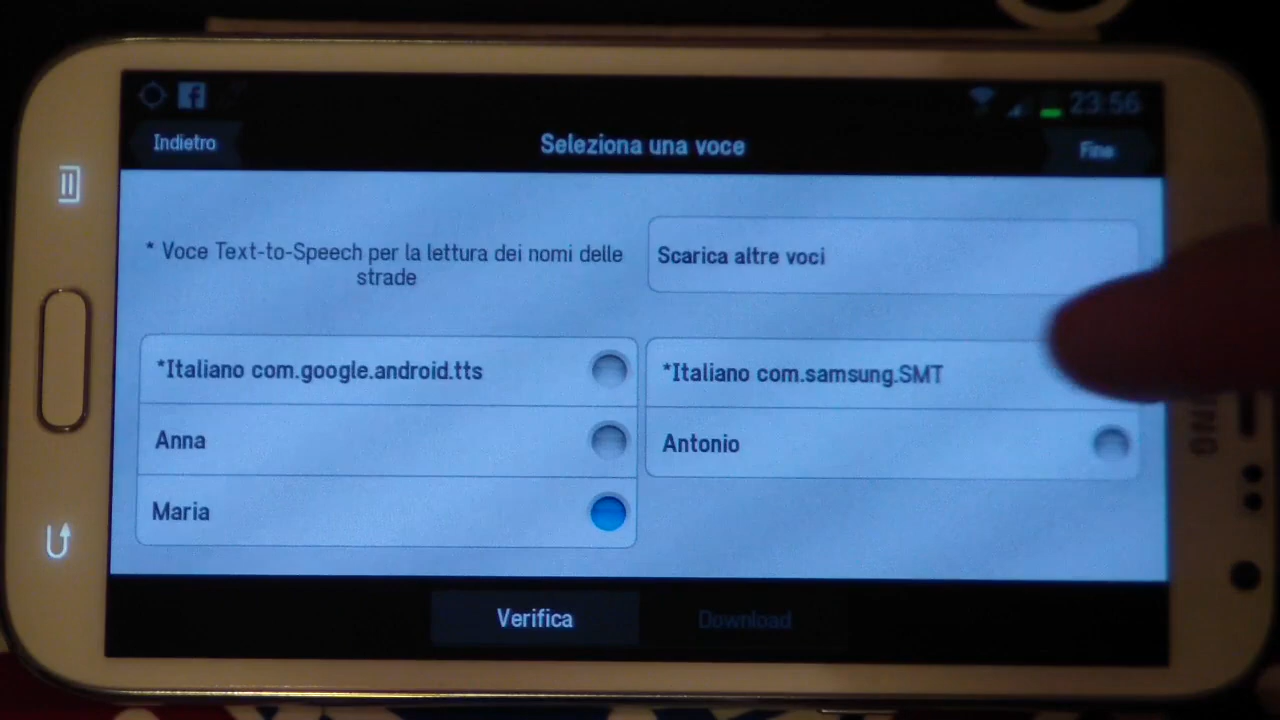 23:56
Indietro
Seleziona una voce
Fine
* Voce Text-to-Speech per la lettura dei nomi delle
strade
Scarica altre voci
*Italiano com.google.android.tts
*Italiano com.samsung.SMT
Anna
Antonio
Maria
Verifica
Download